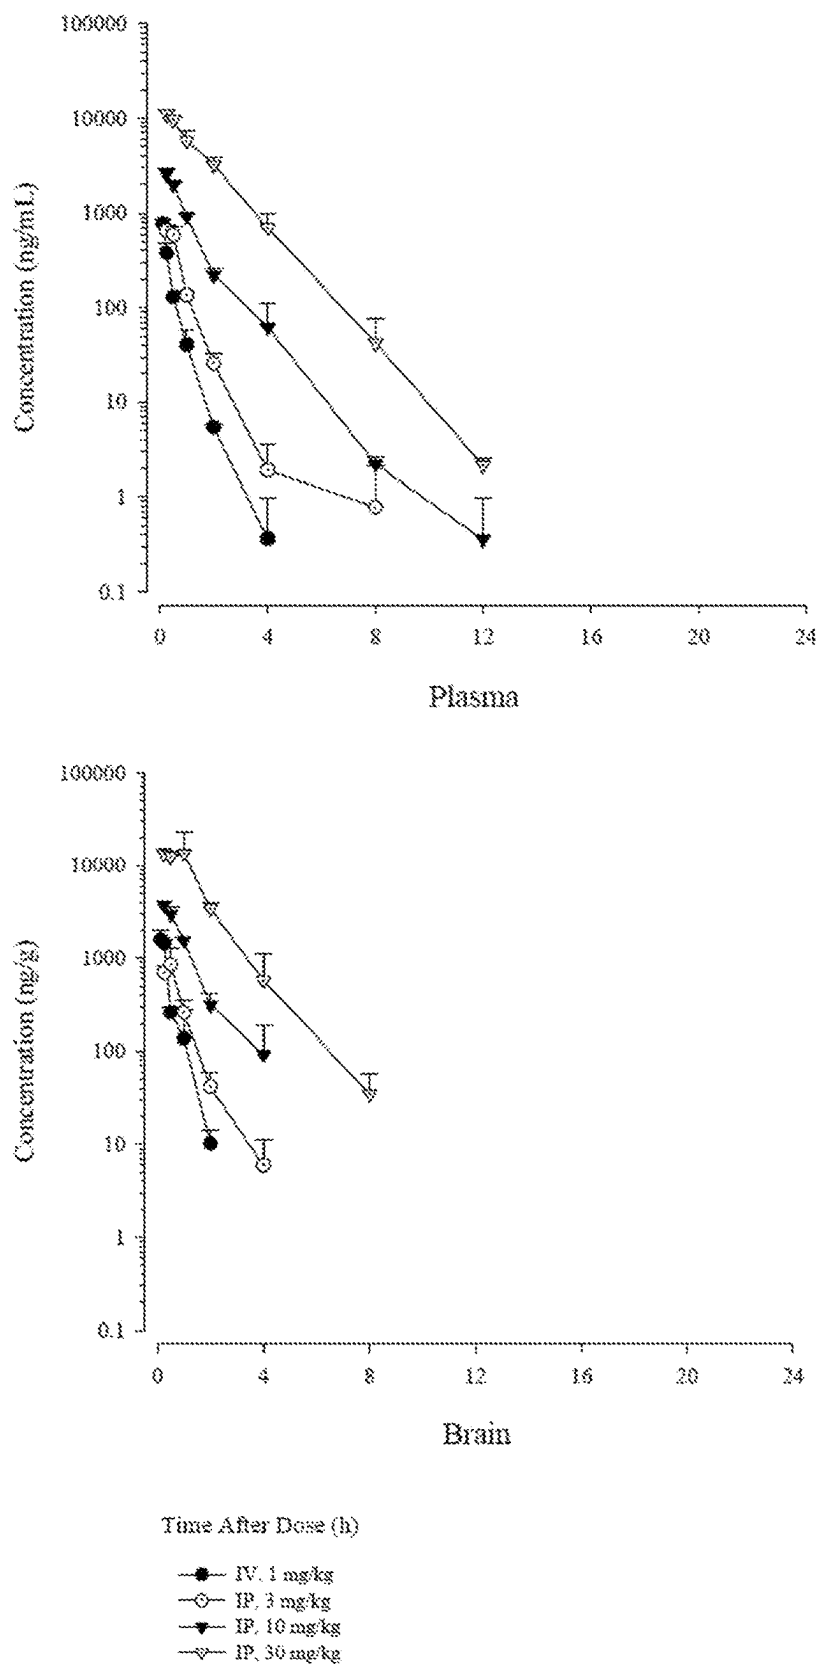 100000
10000
1000
100
10
1
0.1
Concentration (ng/mL)
0 4 8 12 16 20 24
Plasma
100000
10000
1000
100
10
1
0.1
Concentration (ng/g)
0 4 8 12 16 20 24
Brain
Time After Dose (h)
IV, 1 mg/kg
IP, 3 mg/kg
IP, 10 mg/kg
IP, 30 mg/kg